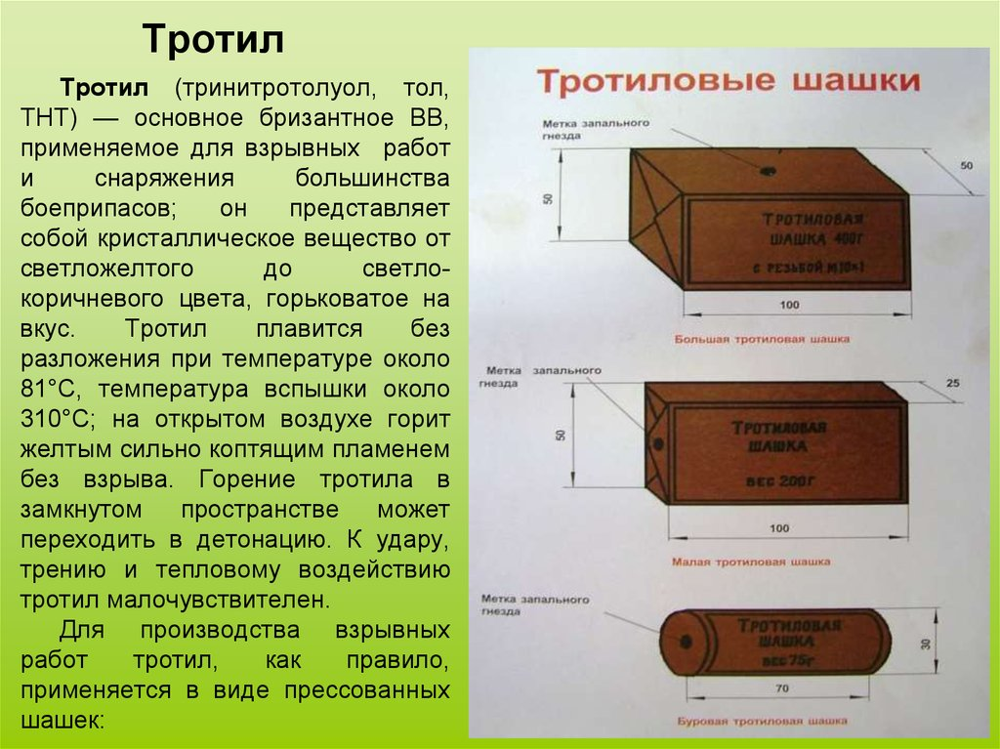 Тротил
Тротил (тринитротолуол, тол,
ТНТ) — основное бризантное ВВ,
применяемое для взрывных работ
и снаряжения большинства
боеприпасов; он представляет
собой кристаллическое вещество от
светложелтого до светло-
коричневого цвета, горьковатое на
вкус. Тротил плавится без
разложения при температуре около
81°С, температура вспышки около
310°С; на открытом воздухе горит
желтым сильно коптящим пламенем
без взрыва. Горение тротила в
замкнутом пространстве может
переходить в детонацию. К удару,
трению и тепловому воздействию
тротил малочувствителен.
Для производства взрывных
работ тротил, как правило,
применяется в виде прессованных
шашек:
Тротиловые шашки
Метка запального
гнезда
50
50
ТРОТИЛОВАЯ
ШАШКА 400Г
С РЕЗЬБОЙ М10×1
100
Большая тротиловая шашка
Метка запального
гнезда
25
50
ТРОТИЛОВАЯ
ШАШКА
ВЕС 200Г
100
Малая тротиловая шашка
Метка запального
гнезда
ТРОТИЛОВАЯ
ШАШКА
ВЕС 75Г
30
70
Буровая тротиловая шашка